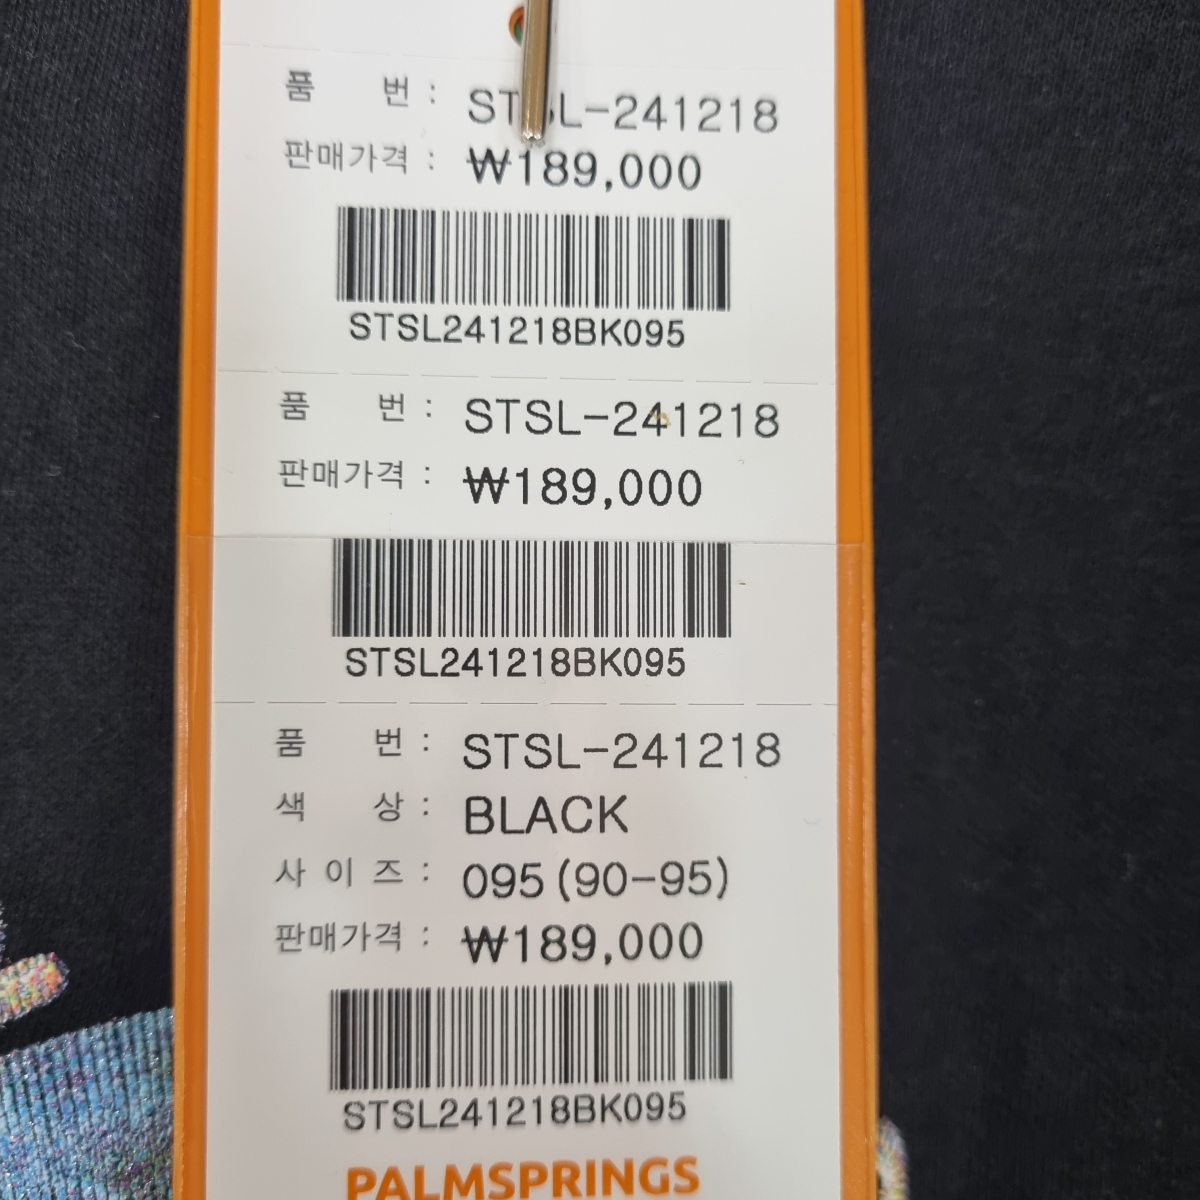 품 번 : STSL-241218
판매가격 : ₩189,000
STSL241218BK095
품 번 : STSL-241218
판매가격 : ₩189,000
STSL241218BK095
품 번 : STSL-241218
색 상 : BLACK
사 이 즈 : 095 (90-95)
판매가격 : ₩189,000
STSL241218BK095
PALMSPRINGS